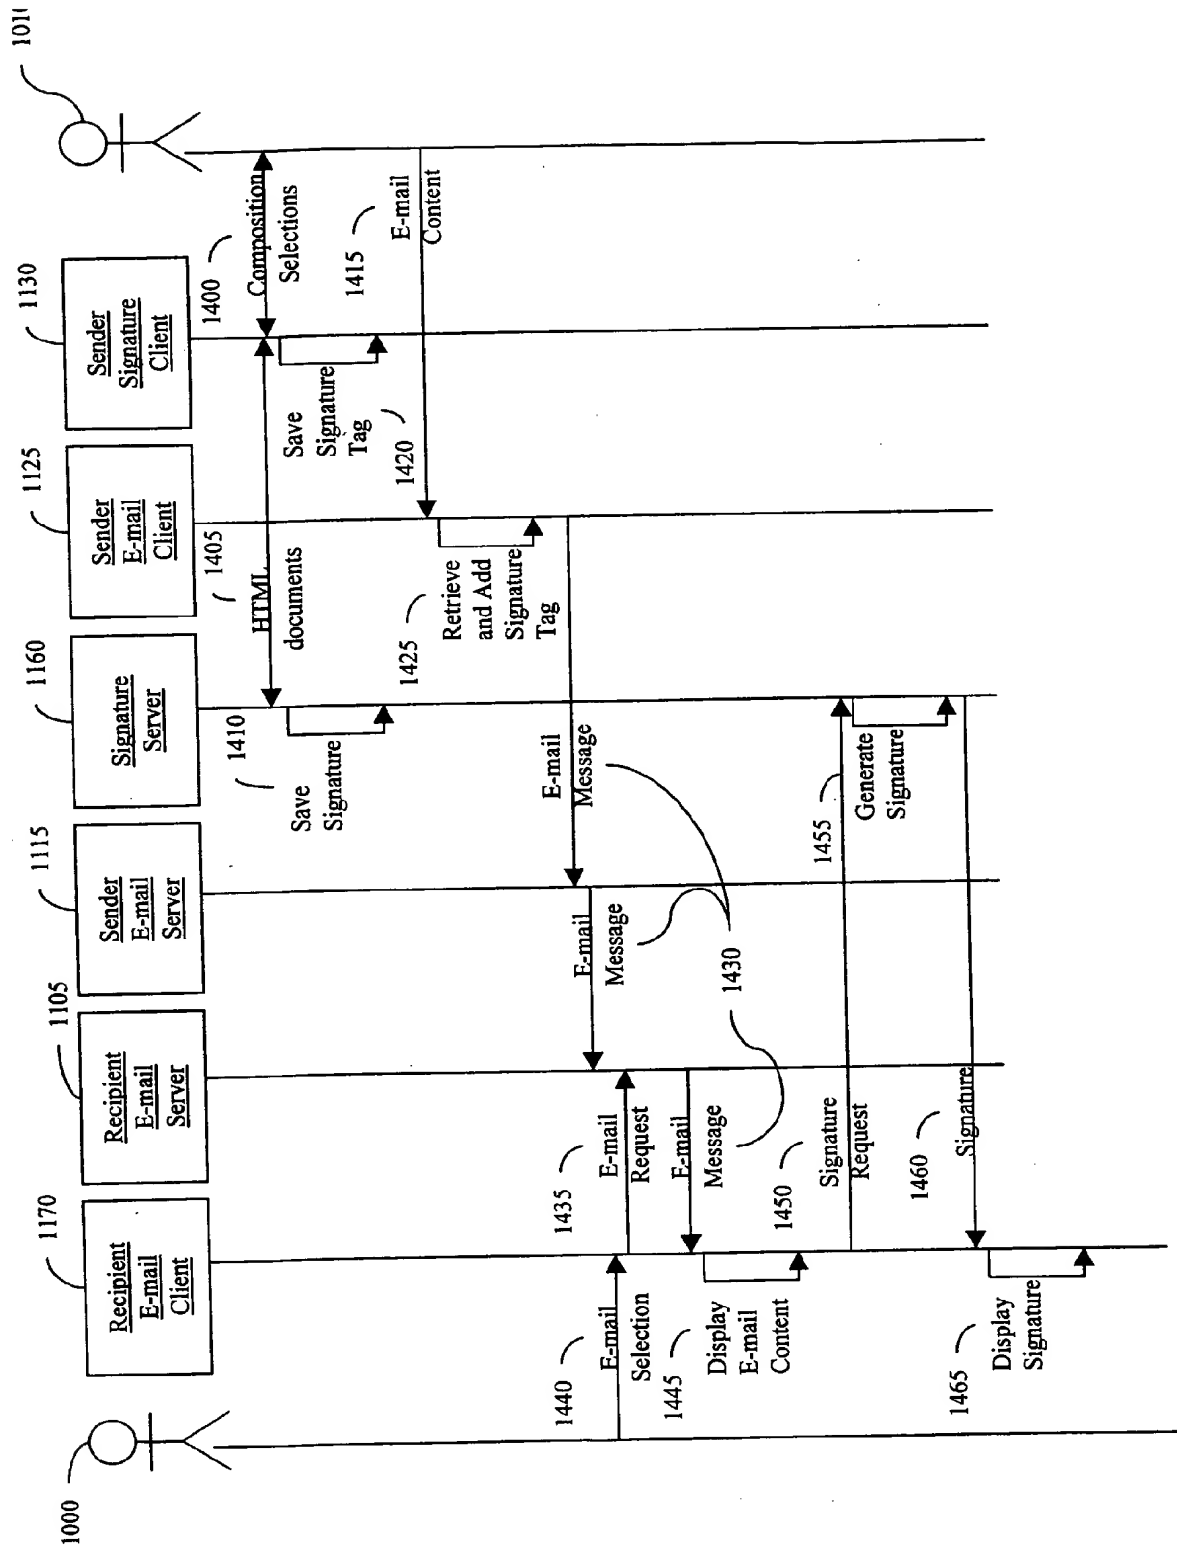 1000
1170
Recipient
E-mail
Client
1105
Recipient
E-mail
Server
1115
Sender
E-mail
Server
1160
Signature
Server
1125
Sender
E-mail
Client
1130
Sender
Signature
Client
1010
1400
Composition
Selections
1405
HTML
documents
1410
Save
Signature
Save
Signature
Tag
1420
1415
E-mail
Content
1425
Retrieve
and Add
Signature
Tag
E-mail
Message
E-mail
Message
1430
1440
E-mail
Selection
1435
E-mail
Request
E-mail
Message
1445
Display
E-mail
Content
1450
Signature
Request
1455
Generate
Signature
1460
Signature
1465
Display
Signature